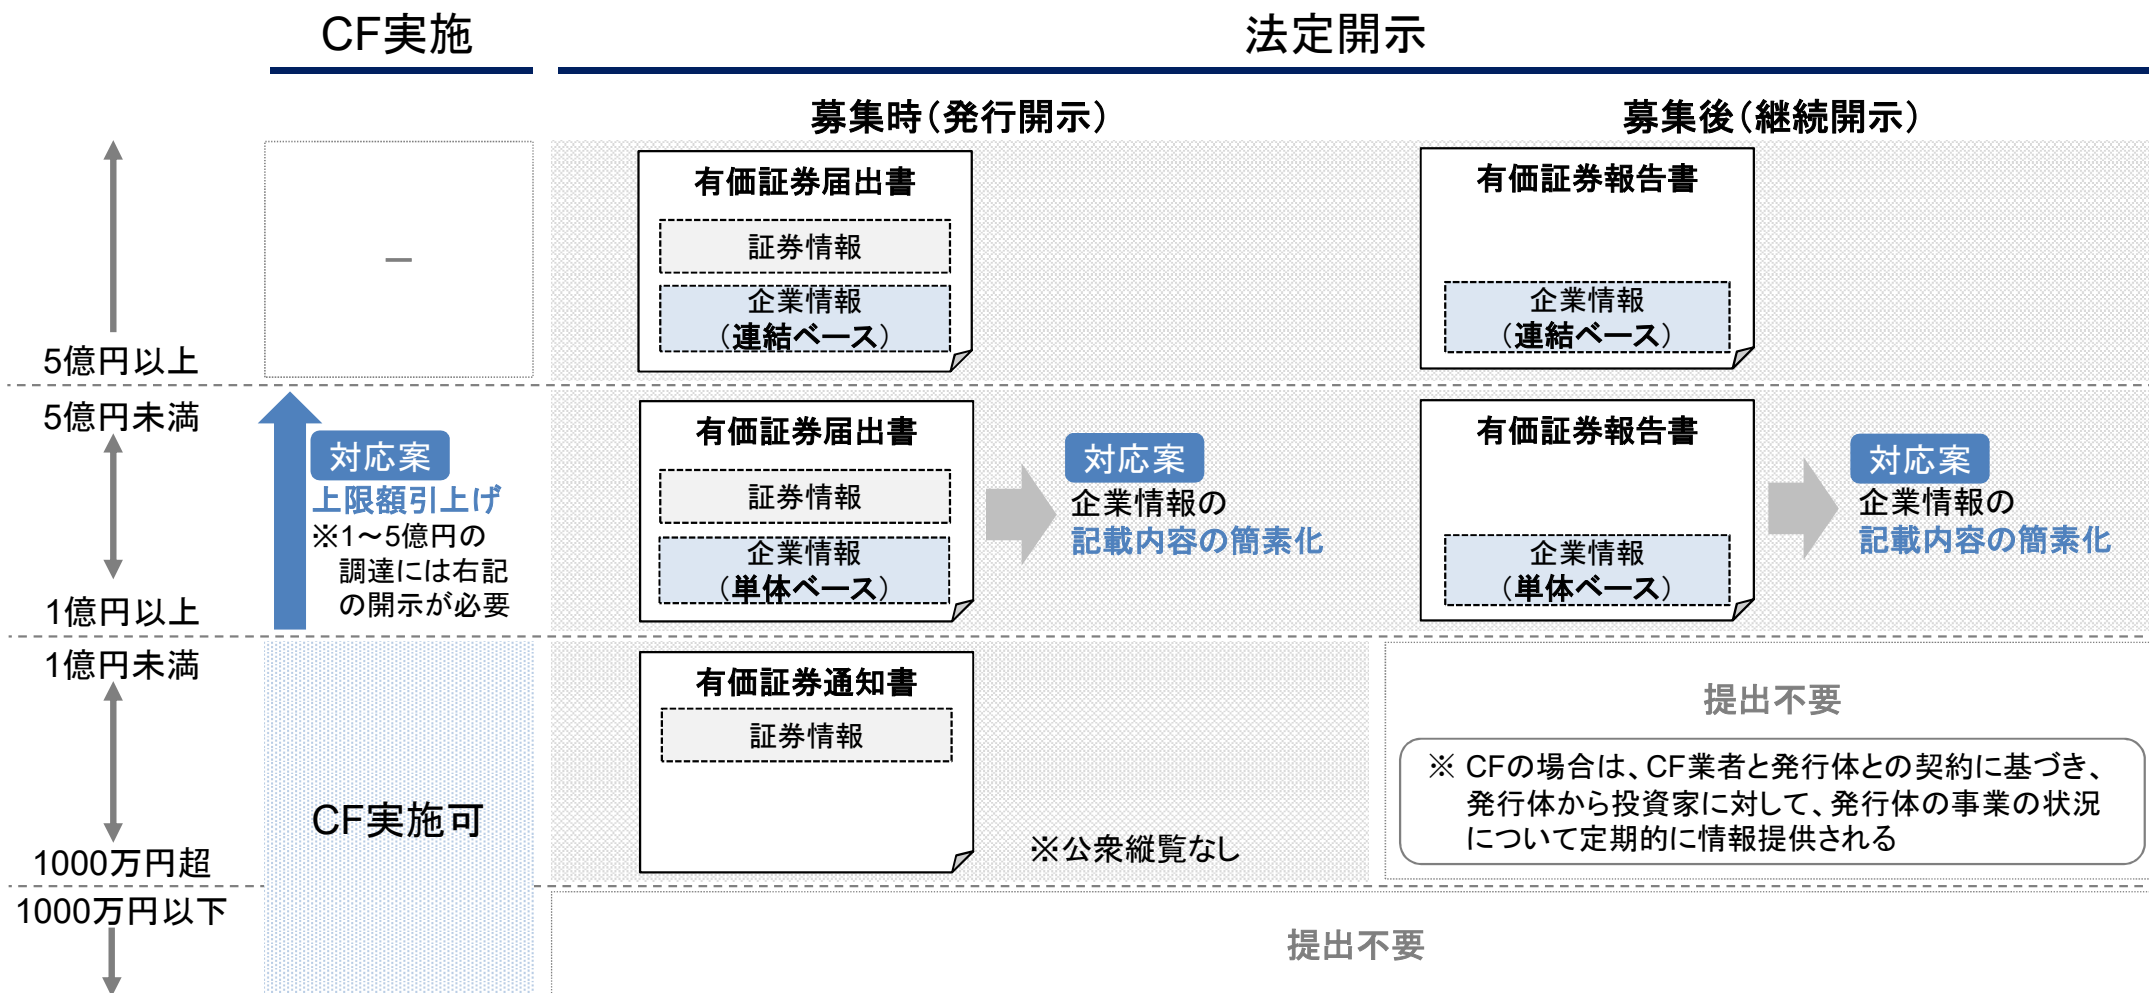 CF実施
法定開示
募集時（発行開示）
募集後（継続開示）
5億円以上
－
有価証券届出書
証券情報
企業情報
（連結ベース）
有価証券報告書
企業情報
（連結ベース）
5億円未満
1億円以上
対応案
上限額引上げ
※1～5億円の
調達には右記
の開示が必要
有価証券届出書
証券情報
企業情報
（単体ベース）
対応案
企業情報の
記載内容の簡素化
有価証券報告書
企業情報
（単体ベース）
対応案
企業情報の
記載内容の簡素化
1億円未満
1000万円超
CF実施可
有価証券通知書
証券情報
※公衆縦覧なし
提出不要
※ CFの場合は、CF業者と発行体との契約に基づき、
発行体から投資家に対して、発行体の事業の状況
について定期的に情報提供される
1000万円以下
提出不要